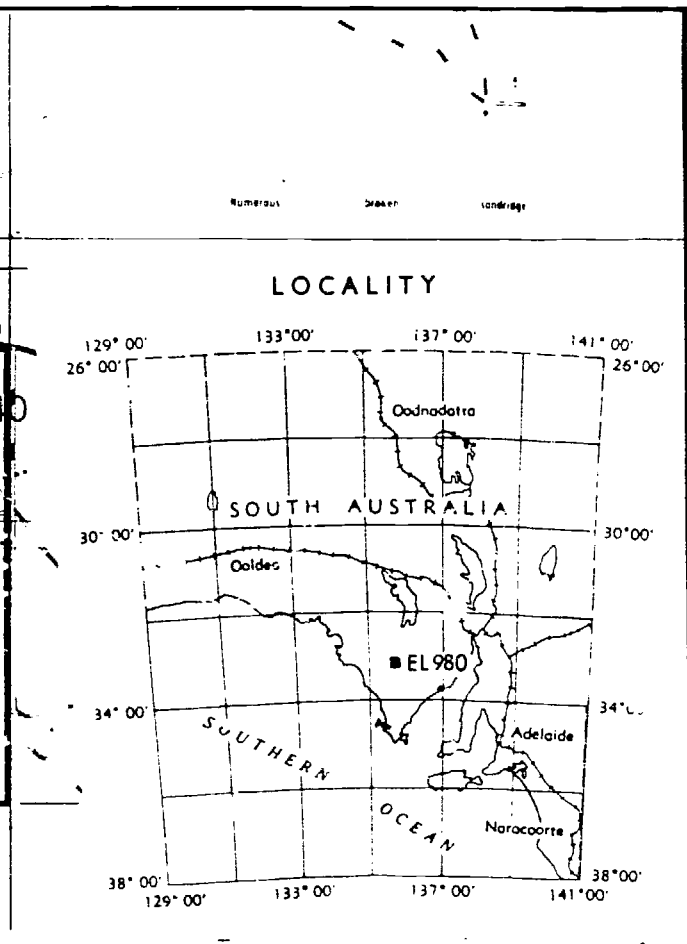 Numerous broken sandridge
LOCALITY
129° 00' 133° 00' 137° 00' 141° 00'
26° 00' 26° 00'
Oodnadatta
SOUTH AUSTRALIA
30° 00' 30° 00'
Ooldea
EL 980
34° 00' 34°
Adelaide
SOUTHERN OCEAN
Naracoorte
38° 00' 38° 00'
129° 00' 133° 00' 137° 00' 141° 00'